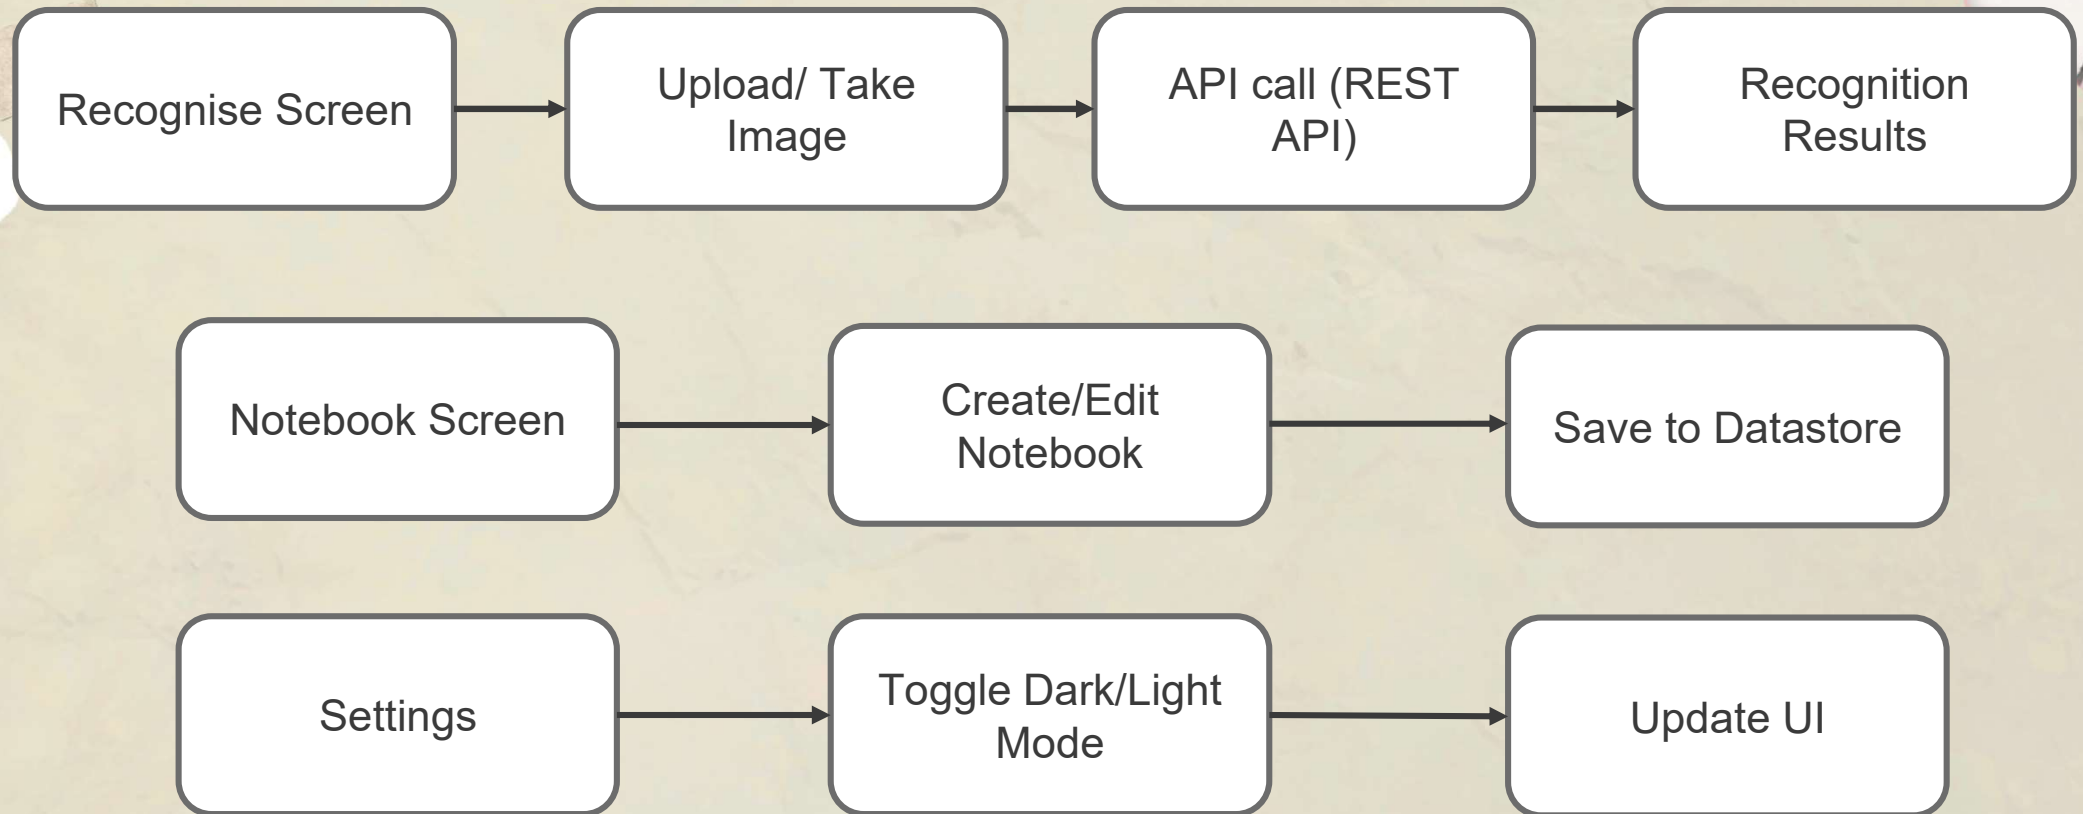 Recognise Screen
Upload/ Take
Image
API call (REST
API)
Recognition
Results
Notebook Screen
Create/Edit
Notebook
Save to Datastore
Settings
Toggle Dark/Light
Mode
Update UI